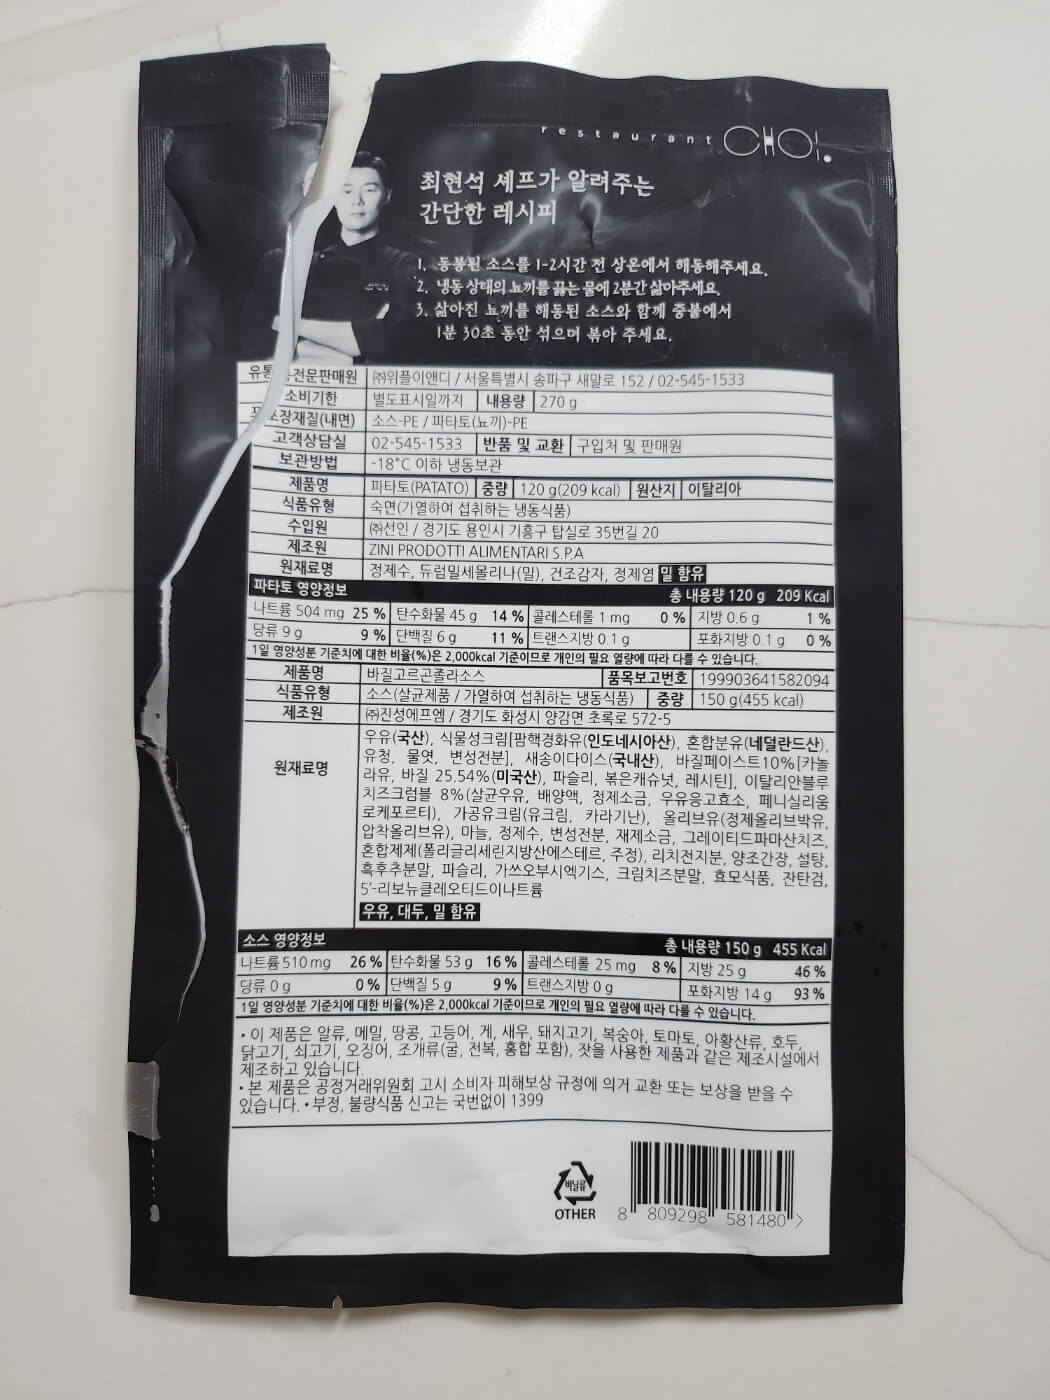 restaurant CHOI.
최현석 셰프가 알려주는
간단한 레시피
1. 동봉된 소스를 1-2시간 전 상온에서 해동해주세요.
2. 냉동 상태의 뇨끼를 끓는 물에 2분간 삶아주세요.
3. 삶아진 뇨끼를 해동된 소스와 함께 중불에서
1분 30초 동안 섞으며 볶아 주세요.
유통 전문판매원 ㈜위플이앤디 / 서울특별시 송파구 새말로 152 / 02-545-1533
소비기한 별도표시일까지 내용량 270 g
포장재질(내면) 소스-PE / 파타토(뇨끼)-PE
고객상담실 02-545-1533 반품 및 교환 구입처 및 판매원
보관방법 -18°C 이하 냉동보관
제품명 파타토(PATATO) 중량 120 g(209 kcal) 원산지 이탈리아
식품유형 숙면(가열하여 섭취하는 냉동식품)
수입원 ㈜선인 / 경기도 용인시 기흥구 탑실로 35번길 20
제조원 ZINI PRODOTTI ALIMENTARI S.P.A
원재료명 정제수, 듀럼밀세몰리나(밀), 건조감자, 정제염 밀 함유
파타토 영양정보 총 내용량 120 g 209 Kcal
나트륨 504 mg 25 % 탄수화물 45 g 14 % 콜레스테롤 1 mg 0 % 지방 0.6 g 1 %
당류 9 g 9 % 단백질 6 g 11 % 트랜스지방 0.1 g 포화지방 0.1 g 0 %
1일 영양성분 기준치에 대한 비율(%)은 2,000kcal 기준이므로 개인의 필요 열량에 따라 다를 수 있습니다.
제품명 바질고르곤졸라소스 품목보고번호 199903641582094
식품유형 소스(살균제품 / 가열하여 섭취하는 냉동식품) 중량 150 g(455 kcal)
제조원 ㈜진성에프엠 / 경기도 화성시 양감면 초록로 572-5
원재료명 우유(국산), 식물성크림[팜핵경화유(인도네시아산), 혼합분유(네덜란드산),
유청, 물엿, 변성전분], 새송이다이스(국내산), 바질페이스트10%[카놀
라유, 바질 25.54%(미국산), 파슬리, 볶은캐슈넛, 레시틴], 이탈리안블루
치즈크럼블 8%(살균우유, 배양액, 정제소금, 우유응고효소, 페니실리움
로케포르티), 가공유크림(유크림, 카라기난), 올리브유(정제올리브박유,
압착올리브유), 마늘, 정제수, 변성전분, 재제소금, 그레이티드파마산치즈,
혼합제제(폴리글리세린지방산에스테르, 주정), 리치전지분, 양조간장, 설탕,
흑후추분말, 파슬리, 가쓰오부시엑기스, 크림치즈분말, 효모식품, 잔탄검,
5'-리보뉴클레오티드이나트륨
우유, 대두, 밀 함유
소스 영양정보 총 내용량 150 g 455 Kcal
나트륨 510 mg 26 % 탄수화물 53 g 16 % 콜레스테롤 25 mg 8 % 지방 25 g 46 %
당류 0 g 0 % 단백질 5 g 9 % 트랜스지방 0 g 포화지방 14 g 93 %
1일 영양성분 기준치에 대한 비율(%)은 2,000kcal 기준이므로 개인의 필요 열량에 따라 다를 수 있습니다.
• 이 제품은 알류, 메밀, 땅콩, 고등어, 게, 새우, 돼지고기, 복숭아, 토마토, 아황산류, 호두,
닭고기, 쇠고기, 오징어, 조개류(굴, 전복, 홍합 포함), 잣을 사용한 제품과 같은 제조시설에서
제조하고 있습니다.
• 본 제품은 공정거래위원회 고시 소비자 피해보상 규정에 의거 교환 또는 보상을 받을 수
있습니다. • 부정, 불량식품 신고는 국번없이 1399
비닐류
OTHER
8 809298 581480 >